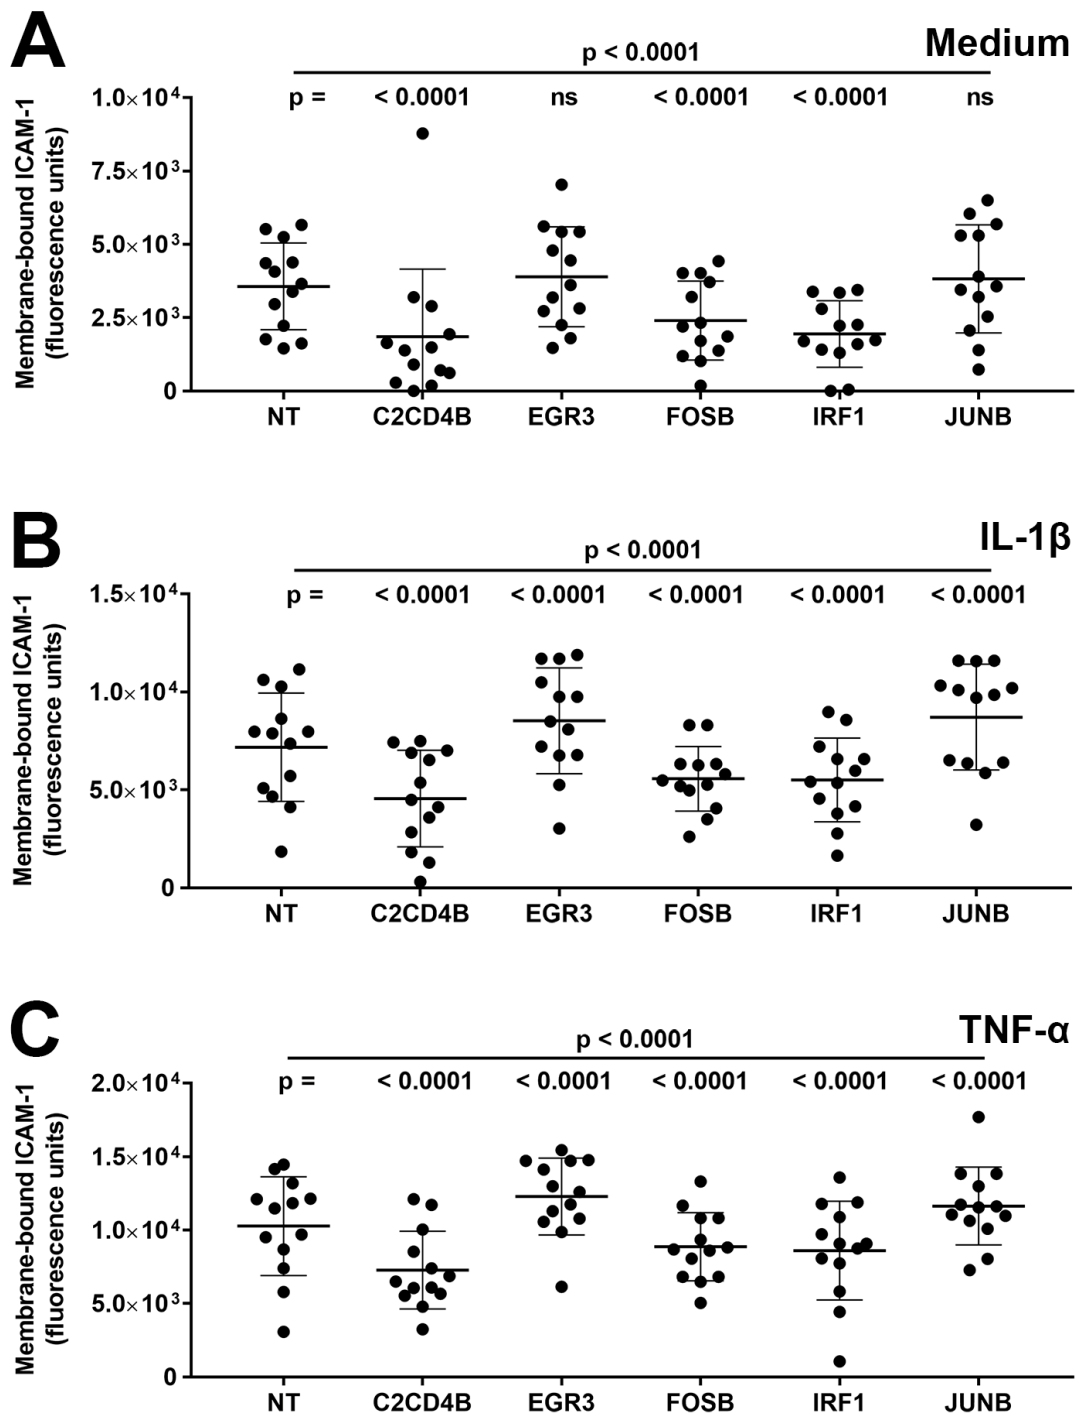 A
Medium
p < 0.0001
p = < 0.0001 ns < 0.0001 < 0.0001 ns
Membrane-bound ICAM-1
(fluorescence units)
1.0×10⁴
7.5×10³
5.0×10³
2.5×10³
0
NT C2CD4B EGR3 FOSB IRF1 JUNB
B
IL-1β
p < 0.0001
p = < 0.0001 < 0.0001 < 0.0001 < 0.0001 < 0.0001
Membrane-bound ICAM-1
(fluorescence units)
1.5×10⁴
1.0×10⁴
5.0×10³
0
NT C2CD4B EGR3 FOSB IRF1 JUNB
C
TNF-α
p < 0.0001
p = < 0.0001 < 0.0001 < 0.0001 < 0.0001 < 0.0001
Membrane-bound ICAM-1
(fluorescence units)
2.0×10⁴
1.5×10⁴
1.0×10⁴
5.0×10³
0
NT C2CD4B EGR3 FOSB IRF1 JUNB